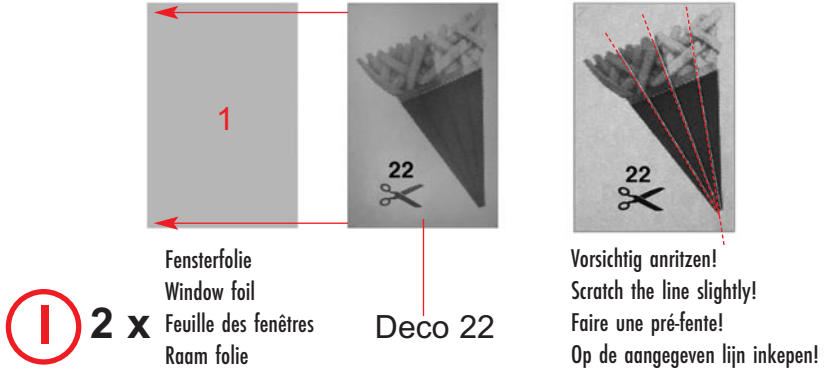 1
22
22
Fensterfolie
Window foil
Feuille des fenêtres
Raam folie
I
2 x
Deco 22
Vorsichtig anritzen!
Scratch the line slightly!
Faire une pré-fente!
Op de aangegeven lijn inkepen!